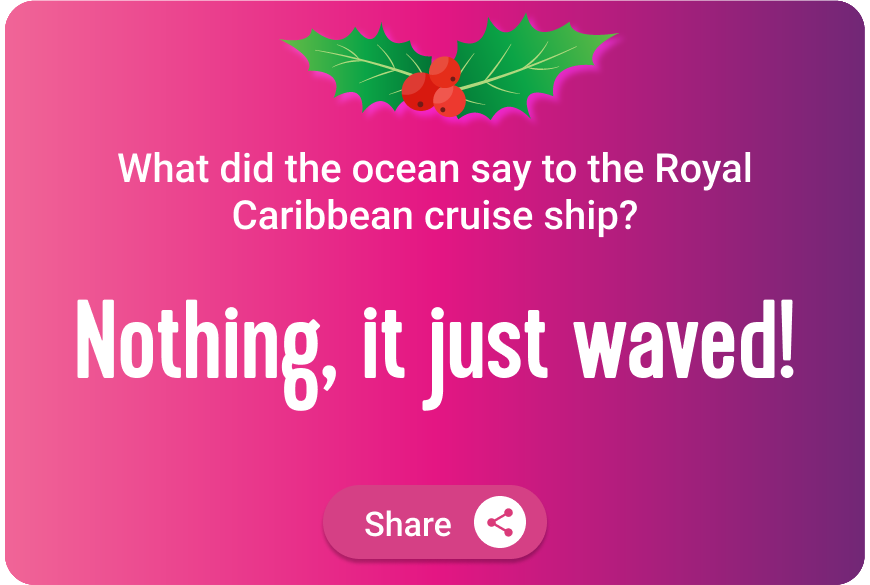 What did the ocean say to the Royal
Caribbean cruise ship?
Nothing, it just waved!
Share